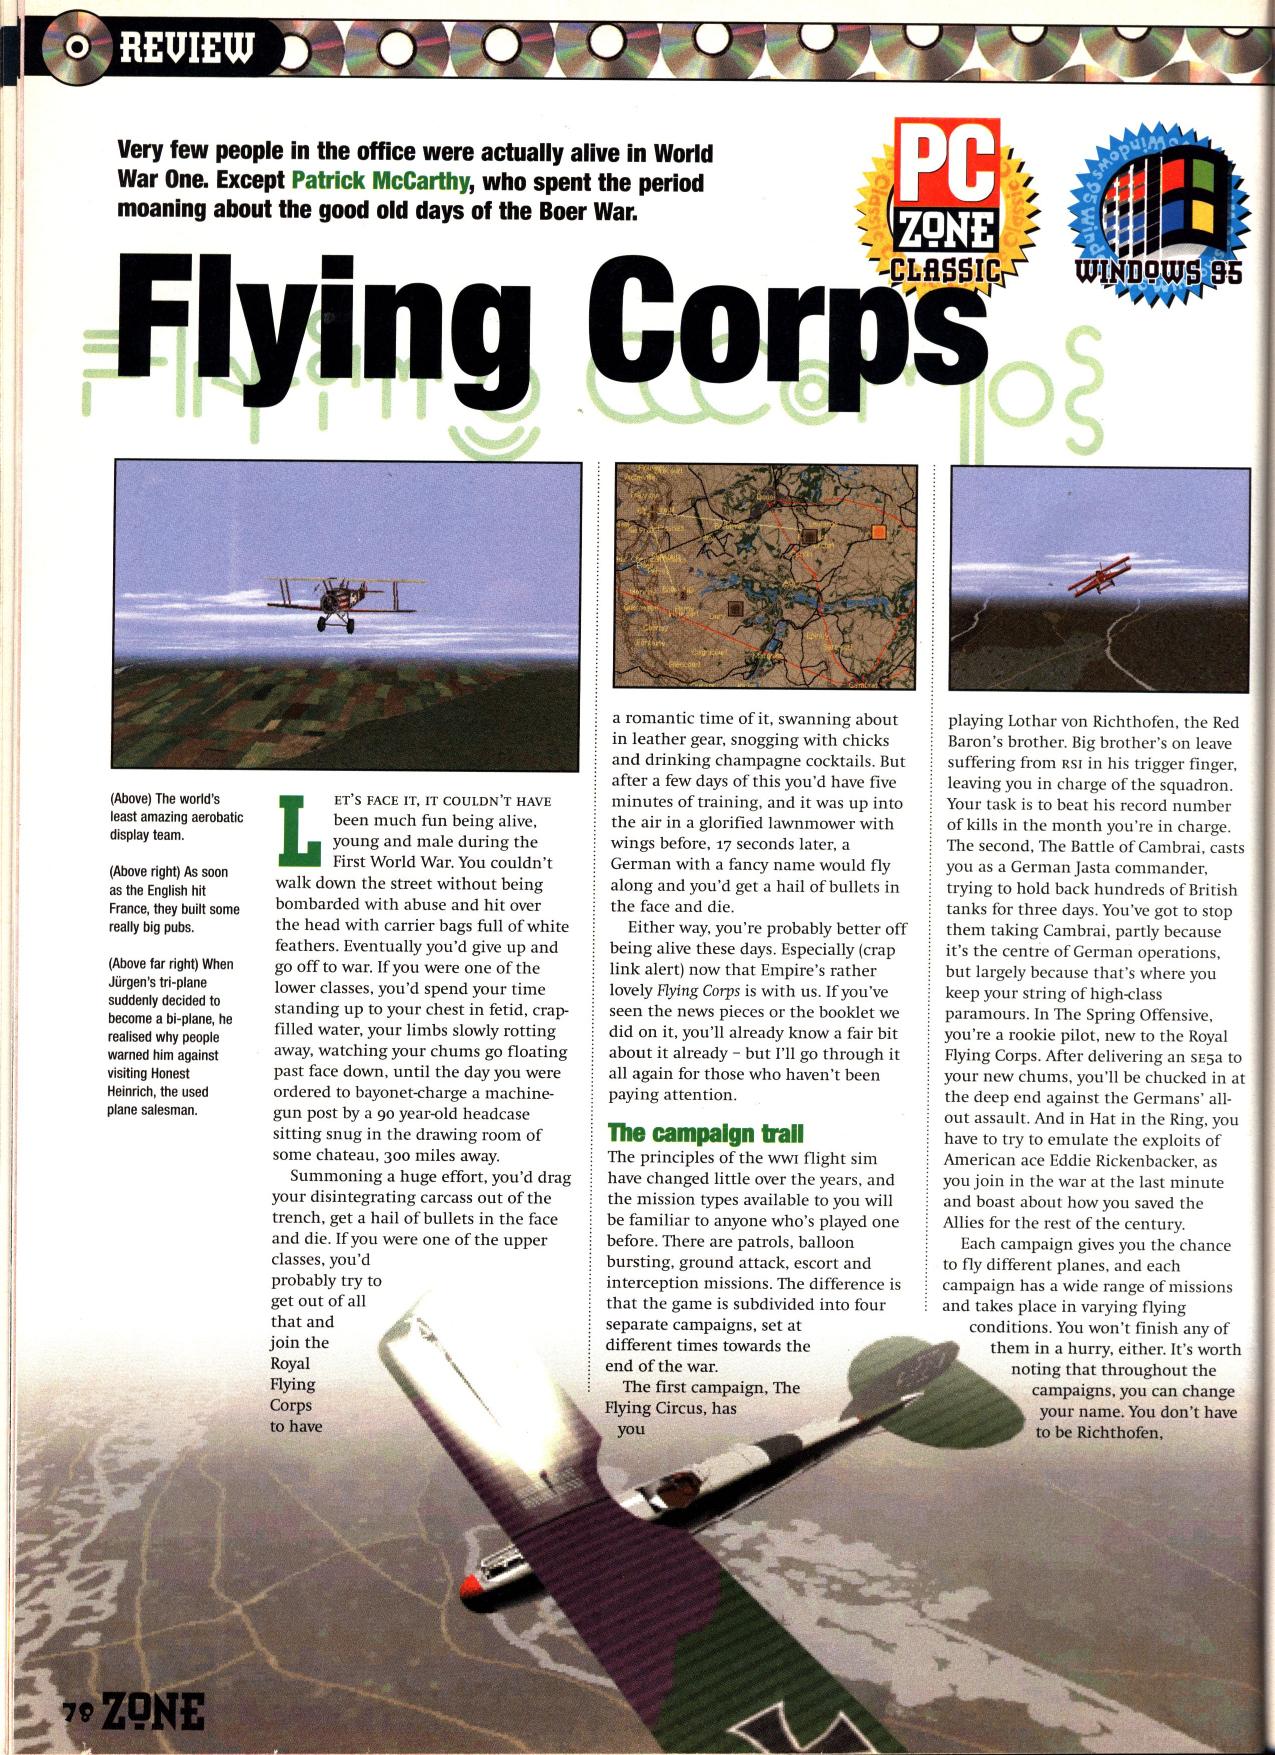 REVIEW
Very few people in the office were actually alive in World
War One. Except Patrick McCarthy, who spent the period
moaning about the good old days of the Boer War.
PC
ZONE
CLASSIC
WINDOWS 95
Flying Corps
Flying Corps
(Above) The world's
least amazing aerobatic
display team.
(Above right) As soon
as the English hit
France, they built some
really big pubs.
(Above far right) When
Jürgen's tri-plane
suddenly decided to
become a bi-plane, he
realised why people
warned him against
visiting Honest
Heinrich, the used
plane salesman.
LET'S FACE IT, IT COULDN'T HAVE
been much fun being alive,
young and male during the
First World War. You couldn't
walk down the street without being
bombarded with abuse and hit over
the head with carrier bags full of white
feathers. Eventually you'd give up and
go off to war. If you were one of the
lower classes, you'd spend your time
standing up to your chest in fetid, crap-
filled water, your limbs slowly rotting
away, watching your chums go floating
past face down, until the day you were
ordered to bayonet-charge a machine-
gun post by a 90 year-old headcase
sitting snug in the drawing room of
some chateau, 300 miles away.
Summoning a huge effort, you'd drag
your disintegrating carcass out of the
trench, get a hail of bullets in the face
and die. If you were one of the upper
classes, you'd
probably try to
get out of all
that and
join the
Royal
Flying
Corps
to have
a romantic time of it, swanning about
in leather gear, snogging with chicks
and drinking champagne cocktails. But
after a few days of this you'd have five
minutes of training, and it was up into
the air in a glorified lawnmower with
wings before, 17 seconds later, a
German with a fancy name would fly
along and you'd get a hail of bullets in
the face and die.
Either way, you're probably better off
being alive these days. Especially (crap
link alert) now that Empire's rather
lovely Flying Corps is with us. If you've
seen the news pieces or the booklet we
did on it, you'll already know a fair bit
about it already – but I'll go through it
all again for those who haven't been
paying attention.
The campaign trail
The principles of the WWI flight sim
have changed little over the years, and
the mission types available to you will
be familiar to anyone who's played one
before. There are patrols, balloon
bursting, ground attack, escort and
interception missions. The difference is
that the game is subdivided into four
separate campaigns, set at
different times towards the
end of the war.
The first campaign, The
Flying Circus, has
you
playing Lothar von Richthofen, the Red
Baron's brother. Big brother's on leave
suffering from RSI in his trigger finger,
leaving you in charge of the squadron.
Your task is to beat his record number
of kills in the month you're in charge.
The second, The Battle of Cambrai, casts
you as a German Jasta commander,
trying to hold back hundreds of British
tanks for three days. You've got to stop
them taking Cambrai, partly because
it's the centre of German operations,
but largely because that's where you
keep your string of high-class
paramours. In The Spring Offensive,
you're a rookie pilot, new to the Royal
Flying Corps. After delivering an SE5a to
your new chums, you'll be chucked in at
the deep end against the Germans' all-
out assault. And in Hat in the Ring, you
have to try to emulate the exploits of
American ace Eddie Rickenbacker, as
you join in the war at the last minute
and boast about how you saved the
Allies for the rest of the century.
Each campaign gives you the chance
to fly different planes, and each
campaign has a wide range of missions
and takes place in varying flying
conditions. You won't finish any of
them in a hurry, either. It's worth
noting that throughout the
campaigns, you can change
your name. You don't have
to be Richthofen,
78 ZONE